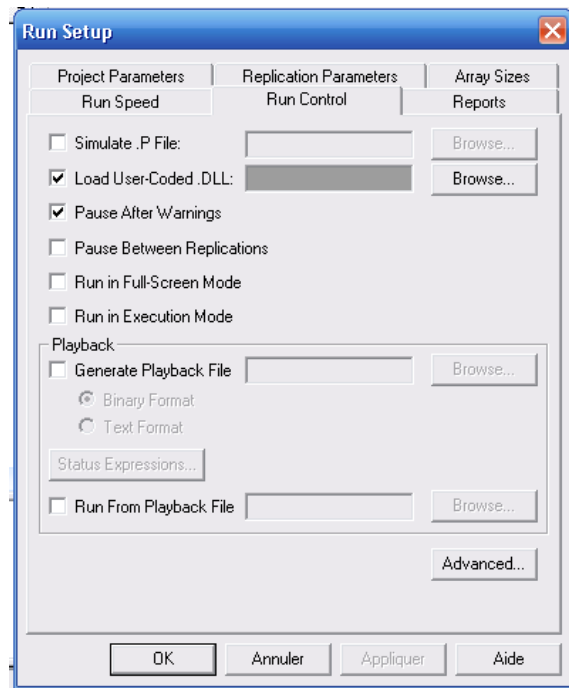 Run Setup
Project Parameters Replication Parameters Array Sizes
Run Speed Run Control Reports
Simulate .P File: Browse...
Load User-Coded .DLL: Browse...
Pause After Warnings
Pause Between Replications
Run in Full-Screen Mode
Run in Execution Mode
Playback
Generate Playback File Browse...
Binary Format
Text Format
Status Expressions...
Run From Playback File Browse...
Advanced...
OK Annuler Appliquer Aide